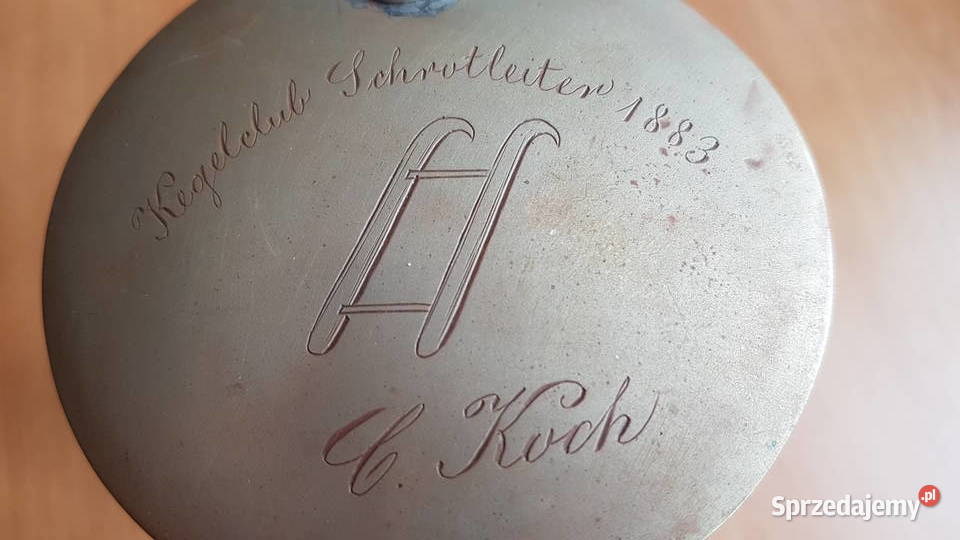 Kegelclub Schrotleiter 1883
C. Koch
Sprzedajemy.pl